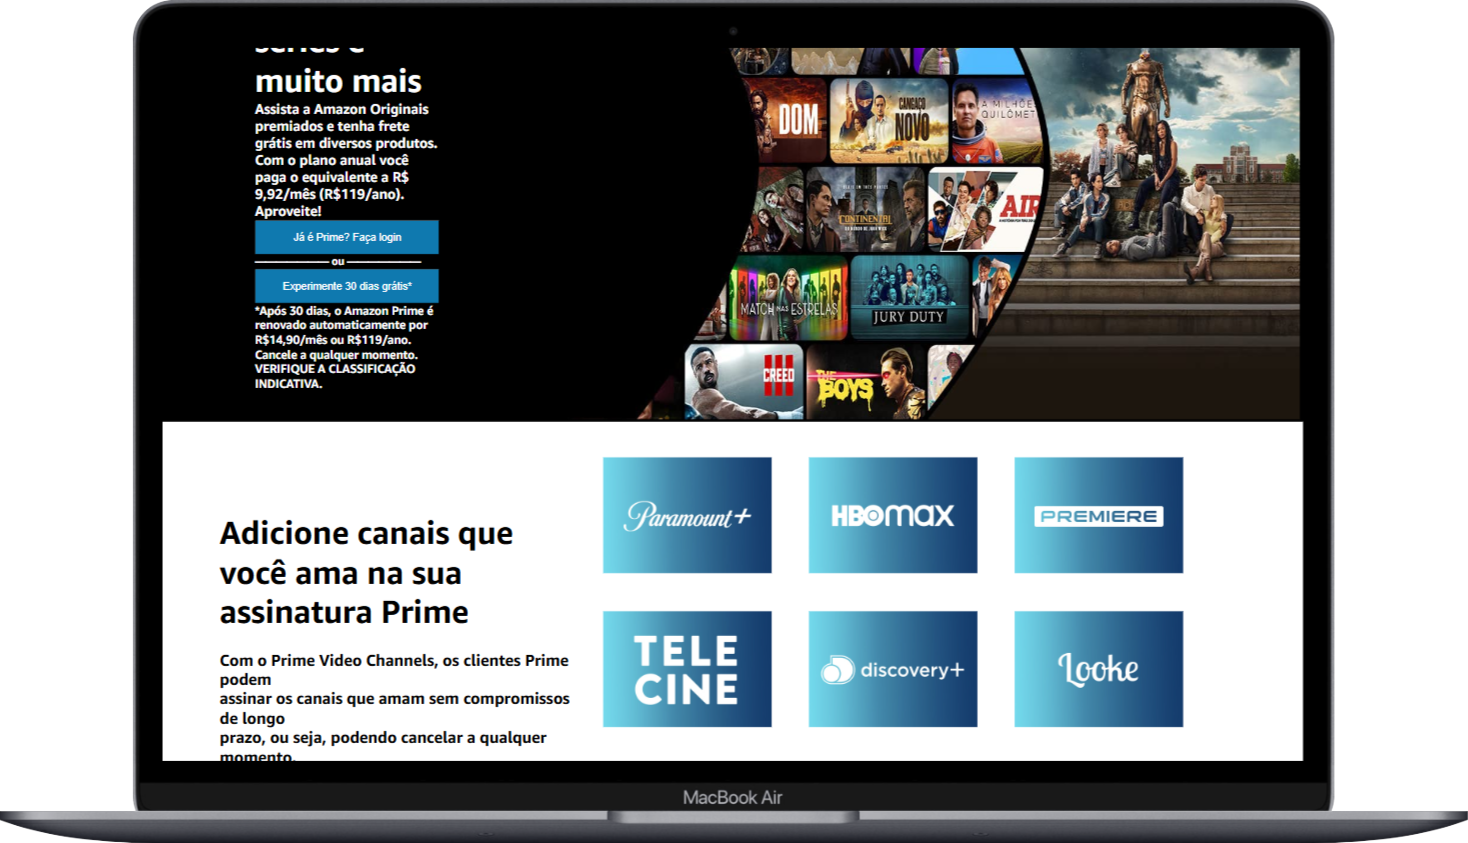 séries e
muito mais
Assista a Amazon Originais
premiados e tenha frete
grátis em diversos produtos.
Com o plano anual você
paga o equivalente a R$
9,92/mês (R$119/ano).
Aproveite!
Já é Prime? Faça login
ou
Experimente 30 dias grátis*
*Após 30 dias, o Amazon Prime é
renovado automaticamente por
R$14,90/mês ou R$119/ano.
Cancele a qualquer momento.
VERIFIQUE A CLASSIFICAÇÃO
INDICATIVA.
DOM
CANGAÇO
NOVO
A MILHÕE
QUILÔMET
CONTINENTAL
AIR
MATCH NAS ESTRELAS
JURY DUTY
CREED
III
THE
BOYS
Adicione canais que
você ama na sua
assinatura Prime
Com o Prime Video Channels, os clientes Prime
podem
assinar os canais que amam sem compromissos
de longo
prazo, ou seja, podendo cancelar a qualquer
momento.
Paramount+
HBOmax
PREMIERE
TELE
CINE
discovery+
Looke
MacBook Air